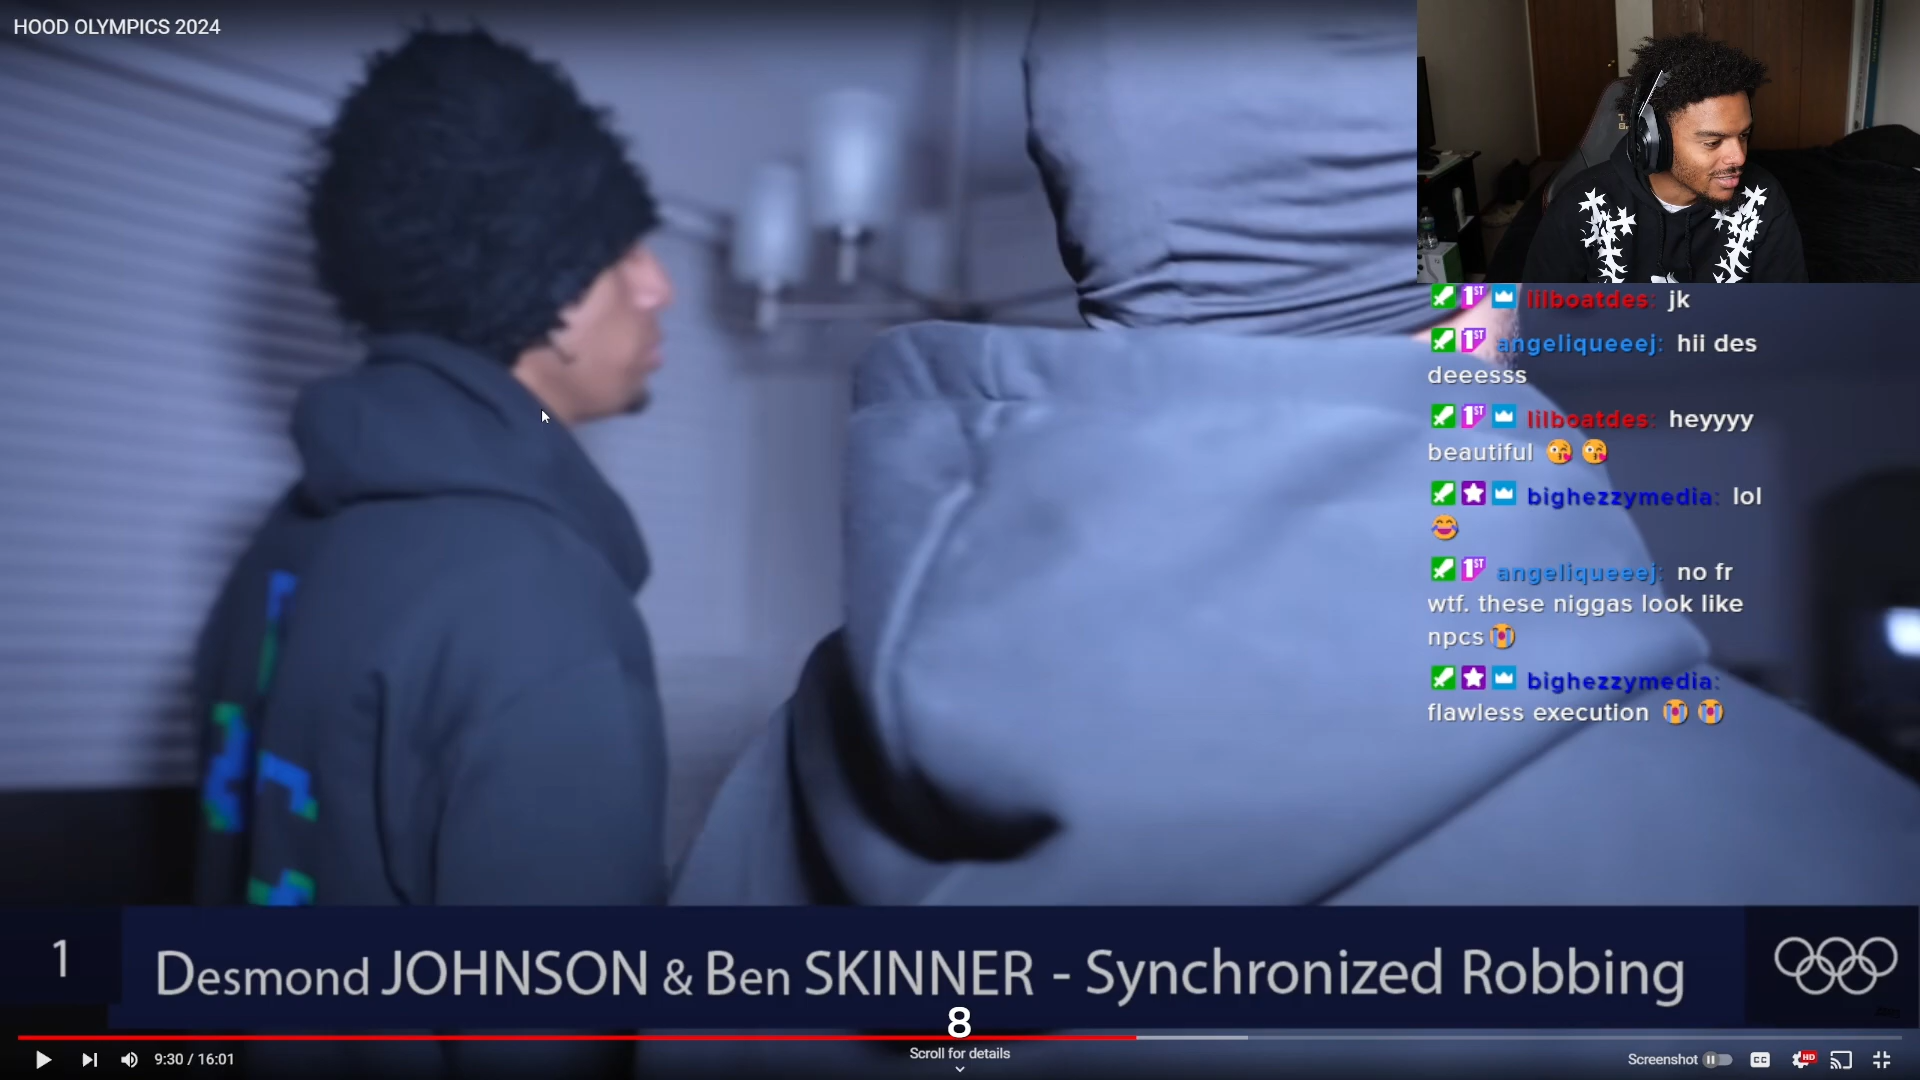 HOOD OLYMPICS 2024
lilboatdes: jk
angeliqueeej: hii des
deeesss
lilboatdes: heyyyy
beautiful 😘 😘
bighezzymedia: lol
😂
angeliqueeej: no fr
wtf. these niggas look like
npcs 😭
bighezzymedia:
flawless execution 😭 😭
1 Desmond JOHNSON & Ben SKINNER - Synchronized Robbing
8
9:30 / 16:01
Scroll for details
Screenshot
CC
HD